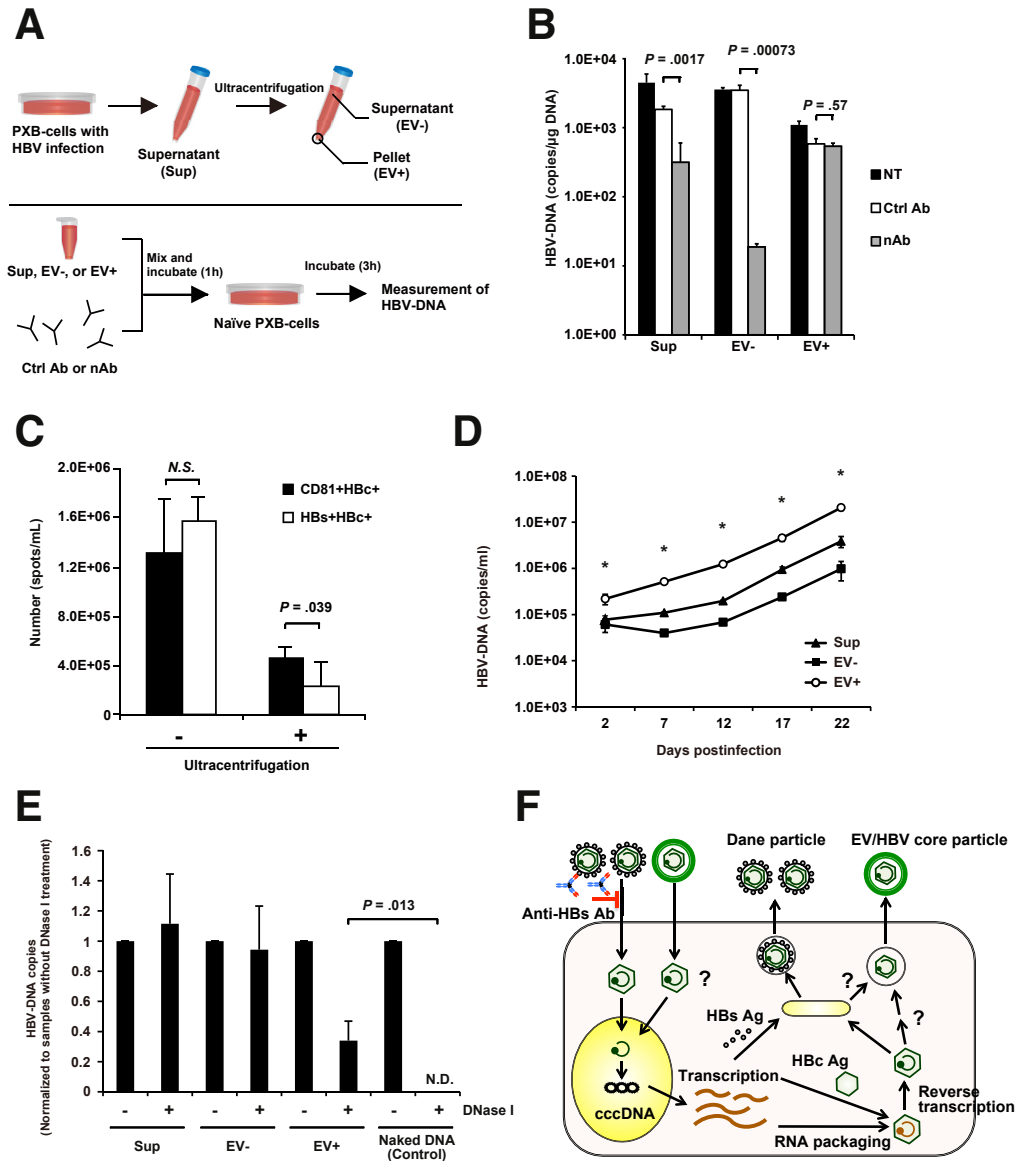 A
PXB-cells with
HBV infection
Supernatant
(Sup)
Ultracentrifugation
Supernatant
(EV-)
Pellet
(EV+)
Sup, EV-, or EV+
Ctrl Ab or nAb
Mix and
incubate (1h)
Naïve PXB-cells
Incubate (3h)
Measurement of
HBV-DNA
B
HBV-DNA (copies/µg DNA)
1.0E+04
1.0E+03
1.0E+02
1.0E+01
1.0E+00
P = .0017
P = .00073
P = .57
Sup
EV-
EV+
NT
Ctrl Ab
nAb
C
Number (spots/mL)
2.0E+06
1.6E+06
1.2E+06
8.0E+05
4.0E+05
0
N.S.
P = .039
CD81+HBc+
HBs+HBc+
-
+
Ultracentrifugation
D
HBV-DNA (copies/ml)
1.0E+08
1.0E+07
1.0E+06
1.0E+05
1.0E+04
1.0E+03
* * * * *
Sup
EV-
EV+
2 7 12 17 22
Days postinfection
E
HBV-DNA copies
(Normalized to samples without DNase I treatment)
1.6
1.4
1.2
1
0.8
0.6
0.4
0.2
0
P = .013
N.D.
- + - + - + - + DNase I
Sup
EV-
EV+
Naked DNA
(Control)
F
Dane particle
EV/HBV core particle
Anti-HBs Ab
?
?
?
HBs Ag
HBc Ag
Transcription
cccDNA
RNA packaging
Reverse
transcription